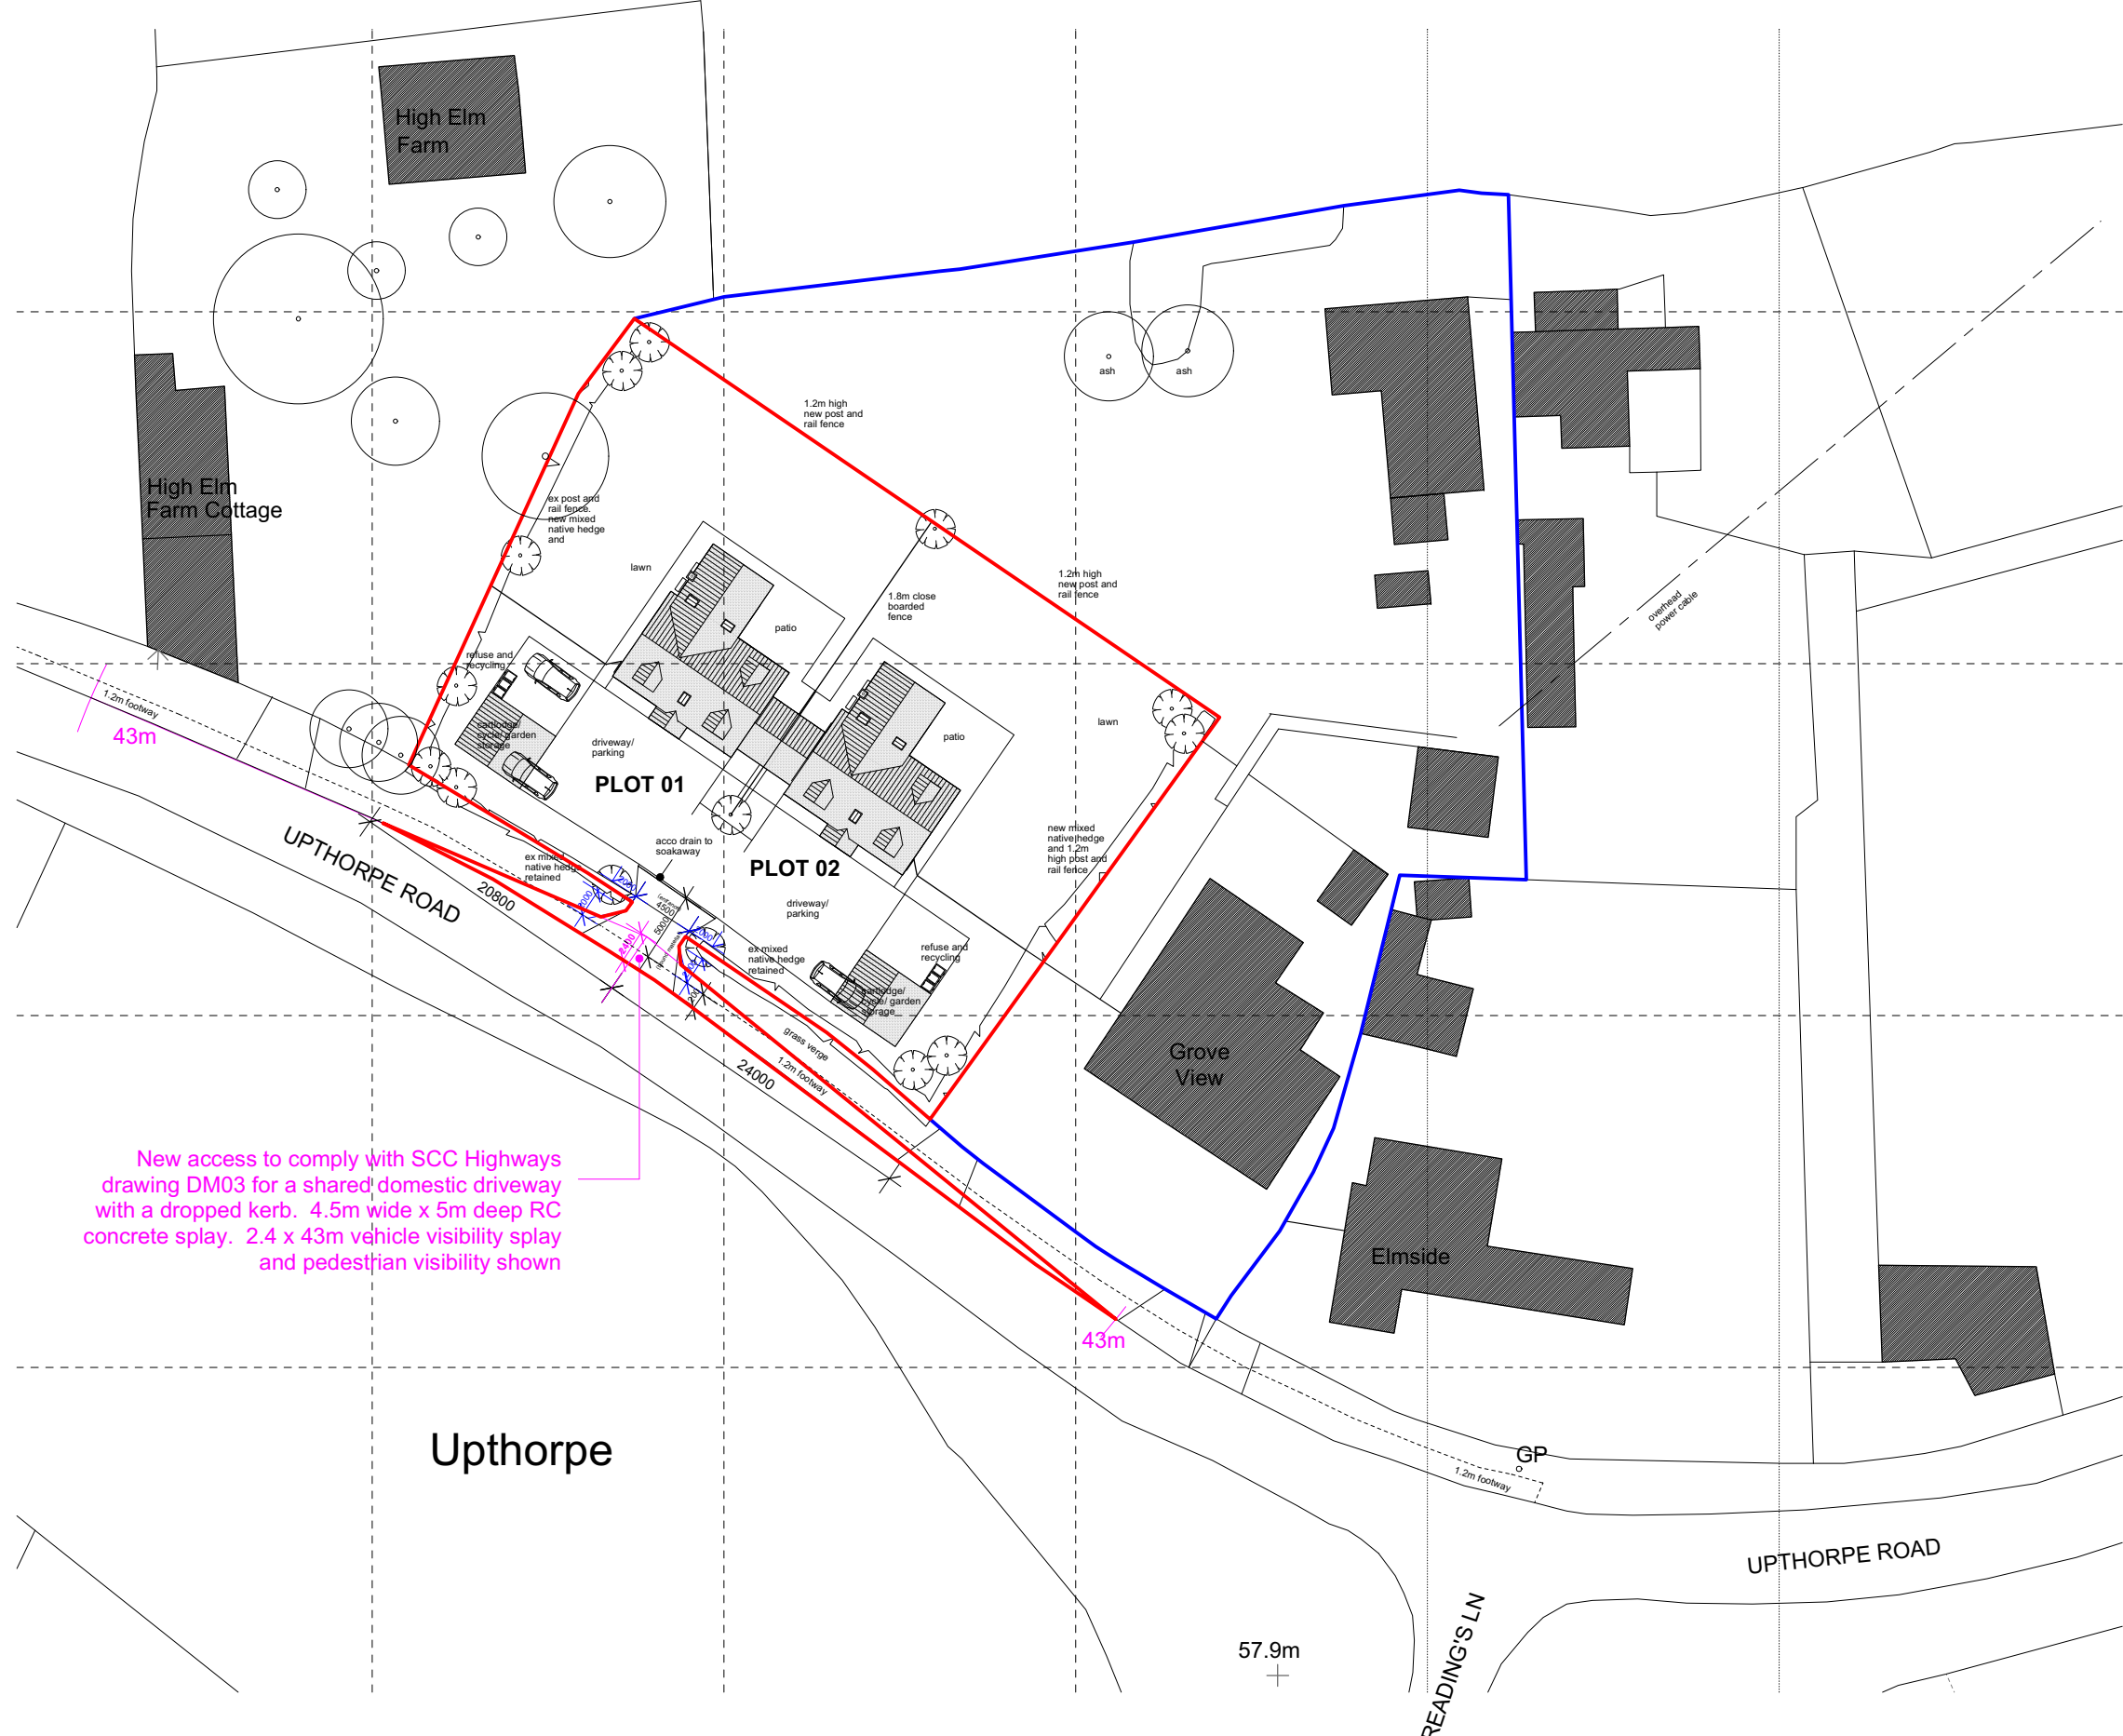 High Elm
Farm
ash
ash
1.2m high
new post and
rail fence
High Elm
Farm Cottage
ex post and
rail fence.
new mixed
native hedge
and
lawn
1.2m high
new post and
rail fence
1.8m close
boarded
fence
overhead
power cable
patio
refuse and
recycling
1.2m footway
43m
cartlodge/
cycle/ garden
storage
driveway/
parking
PLOT 01
patio
lawn
UPTHORPE ROAD
20800
acco drain to
soakaway
ex mixed
native hedge
retained
PLOT 02
new mixed
native hedge
and 1.2m
high post and
rail fence
driveway/
parking
2000
2000
4500
5000
2400
2000
ex mixed
native hedge
retained
refuse and
recycling
cartlodge/
cycle/ garden
storage
grass verge
1.2m footway
24000
Grove
View
New access to comply with SCC Highways
drawing DM03 for a shared domestic driveway
with a dropped kerb.  4.5m wide x 5m deep RC
concrete splay.  2.4 x 43m vehicle visibility splay
and pedestrian visibility shown
Elmside
43m
Upthorpe
GP
1.2m footway
UPTHORPE ROAD
57.9m
READING'S LN